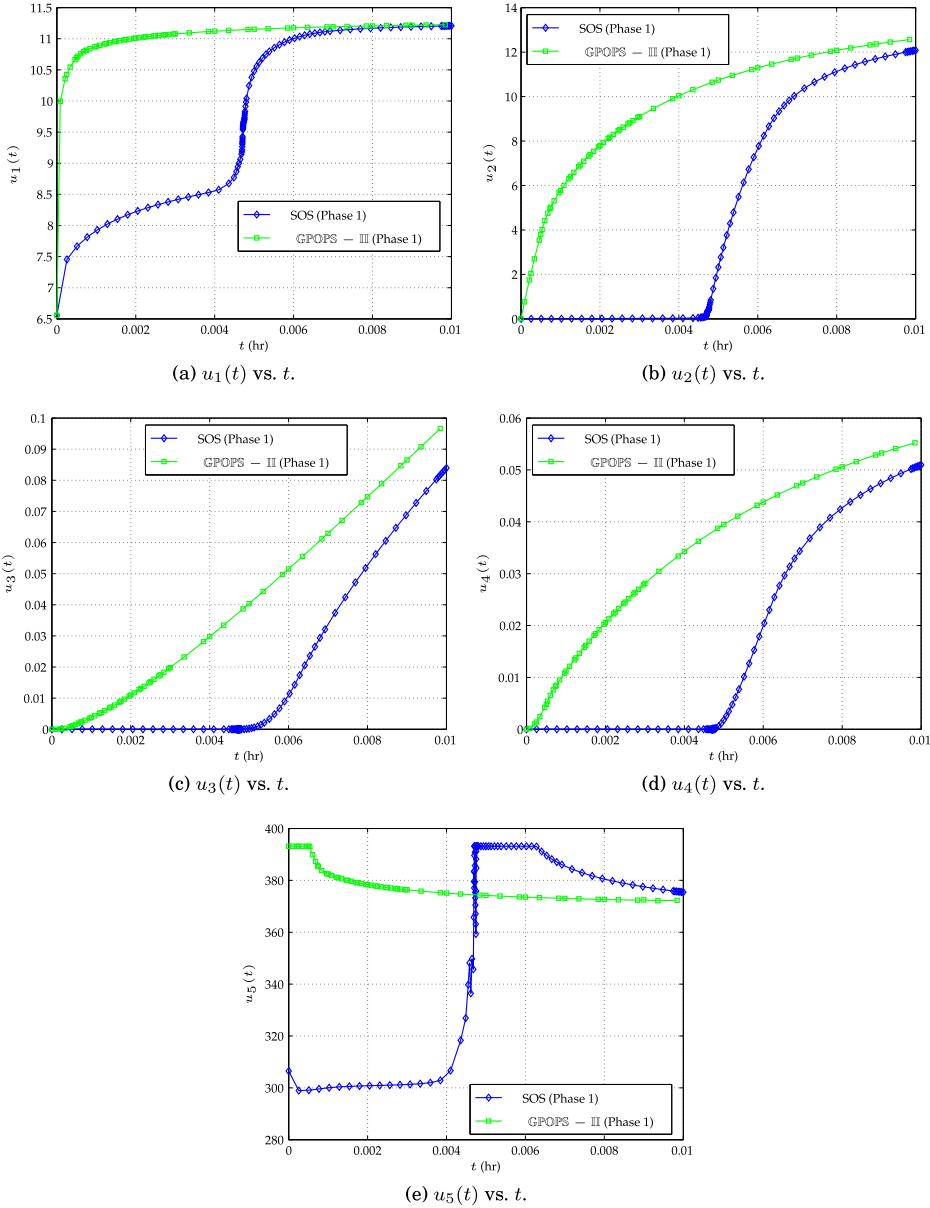 11.5
11
10.5
10
9.5
9
8.5
8
7.5
7
6.5
0 0.002 0.004 0.006 0.008 0.01
u₁(t)
t (hr)
SOS (Phase 1)
GPOPS − II (Phase 1)
(a) u₁(t) vs. t.
14
12
10
8
6
4
2
0
0 0.002 0.004 0.006 0.008 0.01
u₂(t)
t (hr)
SOS (Phase 1)
GPOPS − II (Phase 1)
(b) u₂(t) vs. t.
0.1
0.09
0.08
0.07
0.06
0.05
0.04
0.03
0.02
0.01
0
0 0.002 0.004 0.006 0.008 0.01
u₃(t)
t (hr)
SOS (Phase 1)
GPOPS − II (Phase 1)
(c) u₃(t) vs. t.
0.06
0.05
0.04
0.03
0.02
0.01
0
0 0.002 0.004 0.006 0.008 0.01
u₄(t)
t (hr)
SOS (Phase 1)
GPOPS − II (Phase 1)
(d) u₄(t) vs. t.
400
380
360
340
320
300
280
0 0.002 0.004 0.006 0.008 0.01
u₅(t)
t (hr)
SOS (Phase 1)
GPOPS − II (Phase 1)
(e) u₅(t) vs. t.